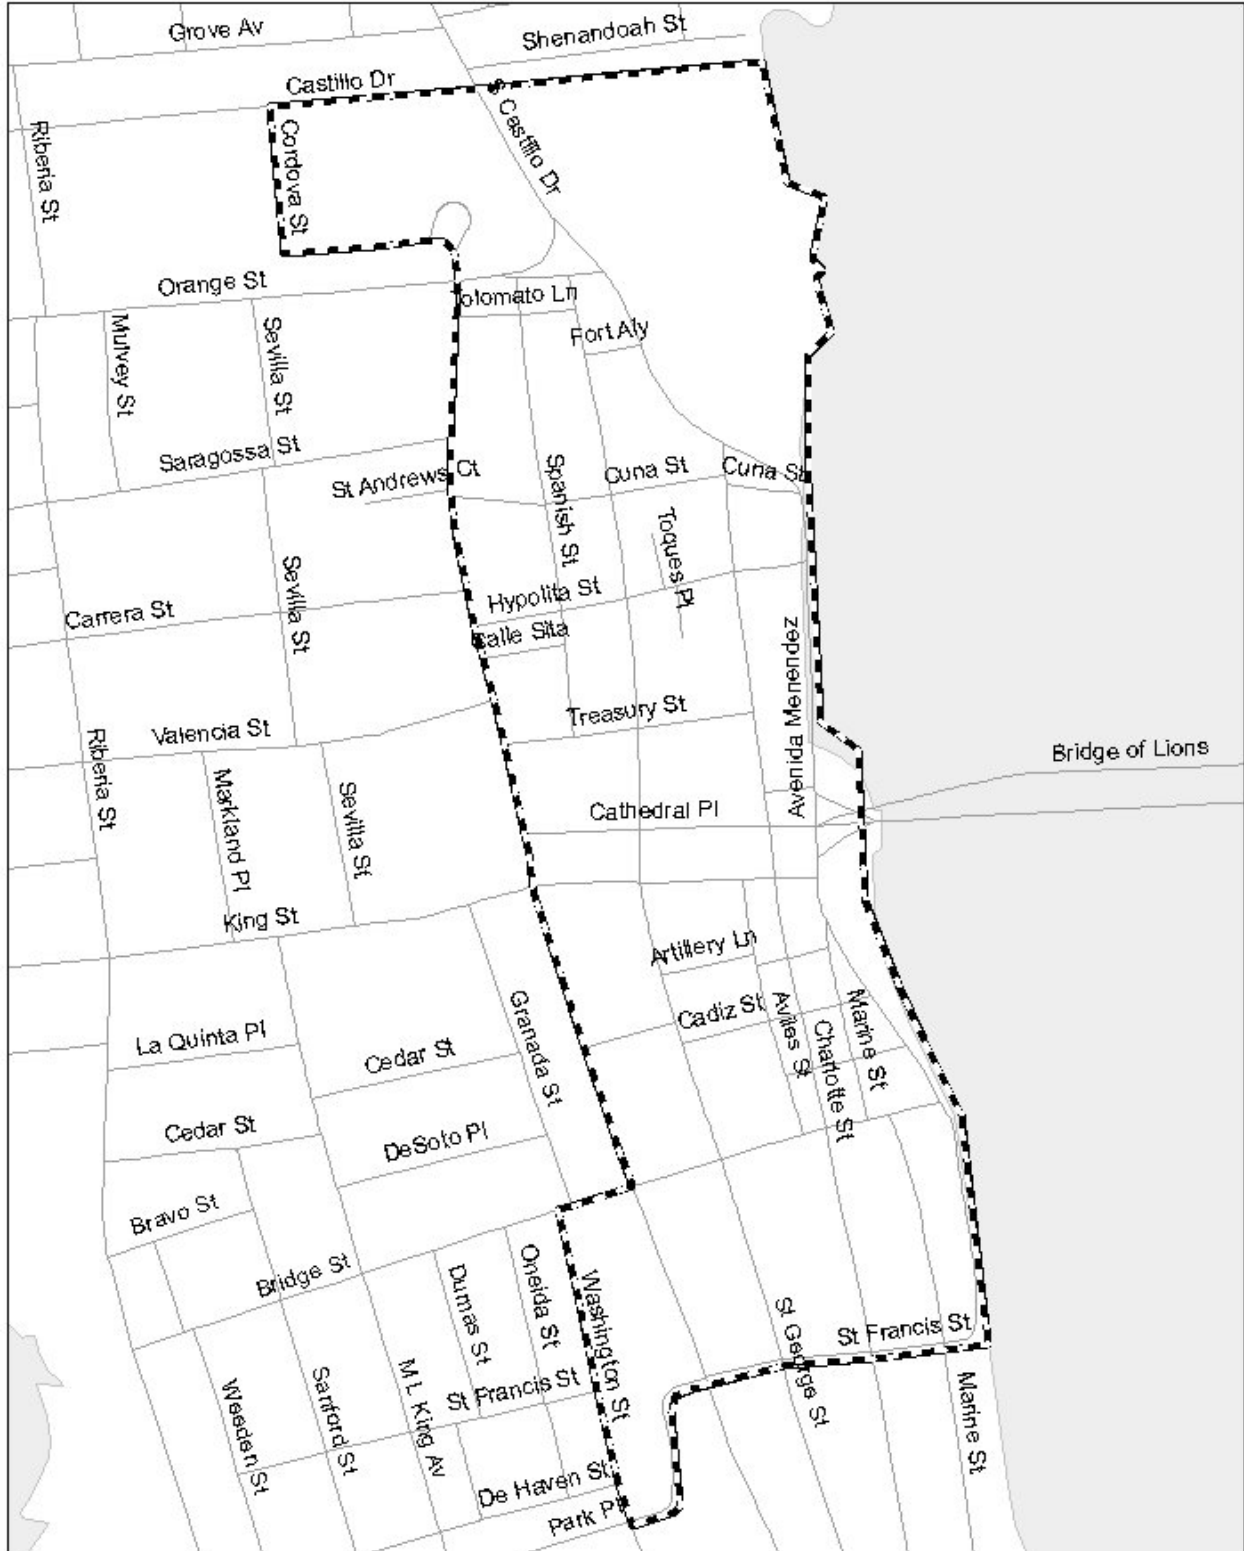 Grove Av
Shenandoah St
Castillo Dr
S Castillo Dr
Riberia St
Cordova St
Orange St
Tolomato Ln
Fort Aly
Mulvey St
Sevilla St
Saragossa St
St Andrews Ct
Spanish St
Cuna St
Cuna St
Toques Pl
Hypolita St
Carrera St
Sevilla St
Calle Sita
Treasury St
Avenida Menendez
Valencia St
Riberia St
Bridge of Lions
Markland Pl
Sevilla St
Cathedral Pl
King St
Artillery Ln
Granada St
Cadiz St
Aviles St
Marine St
Charlotte St
La Quinta Pl
Cedar St
Cedar St
DeSoto Pl
Bravo St
Bridge St
Oneida St
Dumas St
Washington St
St George St
St Francis St
St Francis St
Marine St
M L King Av
Sanford St
Weeden St
De Haven St
Park Pl